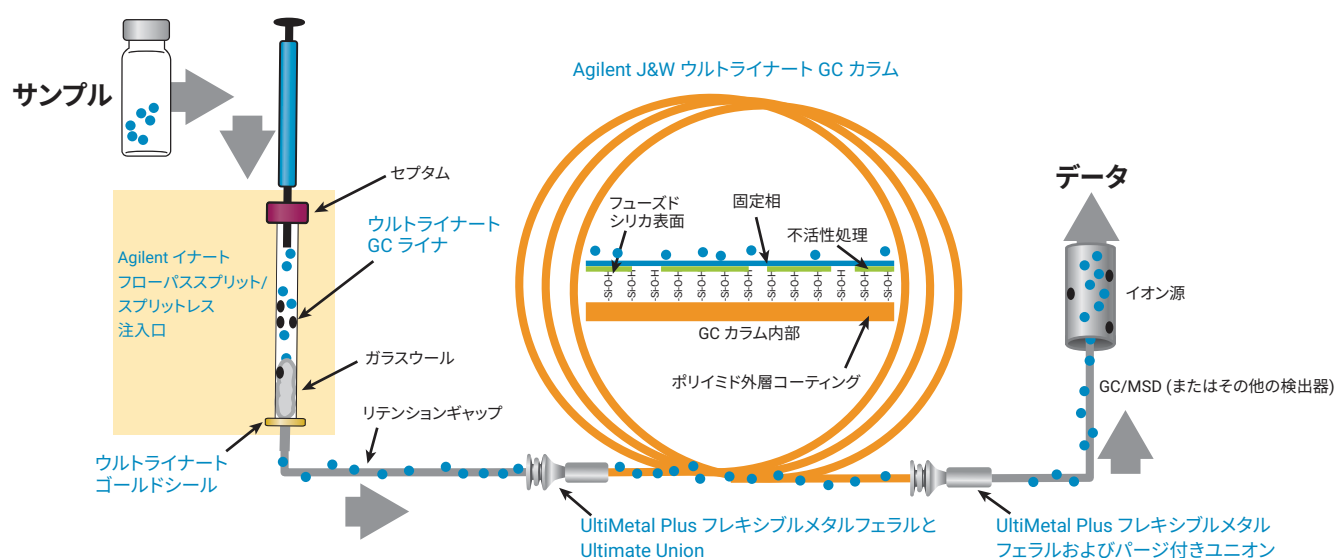 Agilent J&W ウルトライナート GC カラム
サンプル
セプタム
ウルトライナート
GC ライナ
Agilent イナート
フローパススプリット/
スプリットレス
注入口
ガラスウール
リテンションギャップ
ウルトライナート
ゴールドシール
フューズド
シリカ表面
固定相
不活性処理
-Si-O-H
-Si-O-H
-Si-O-H
-Si-O-H
-Si-O-H
-Si-O-H
-Si-O-H
-Si-O-H
-Si-O-H
-Si-O-H
-Si-O-H
-Si-O-H
-Si-O-H
GC カラム内部
ポリイミド外層コーティング
データ
イオン源
GC/MSD (またはその他の検出器)
UltiMetal Plus フレキシブルメタルフェラルと
Ultimate Union
UltiMetal Plus フレキシブルメタル
フェラルおよびパージ付きユニオン